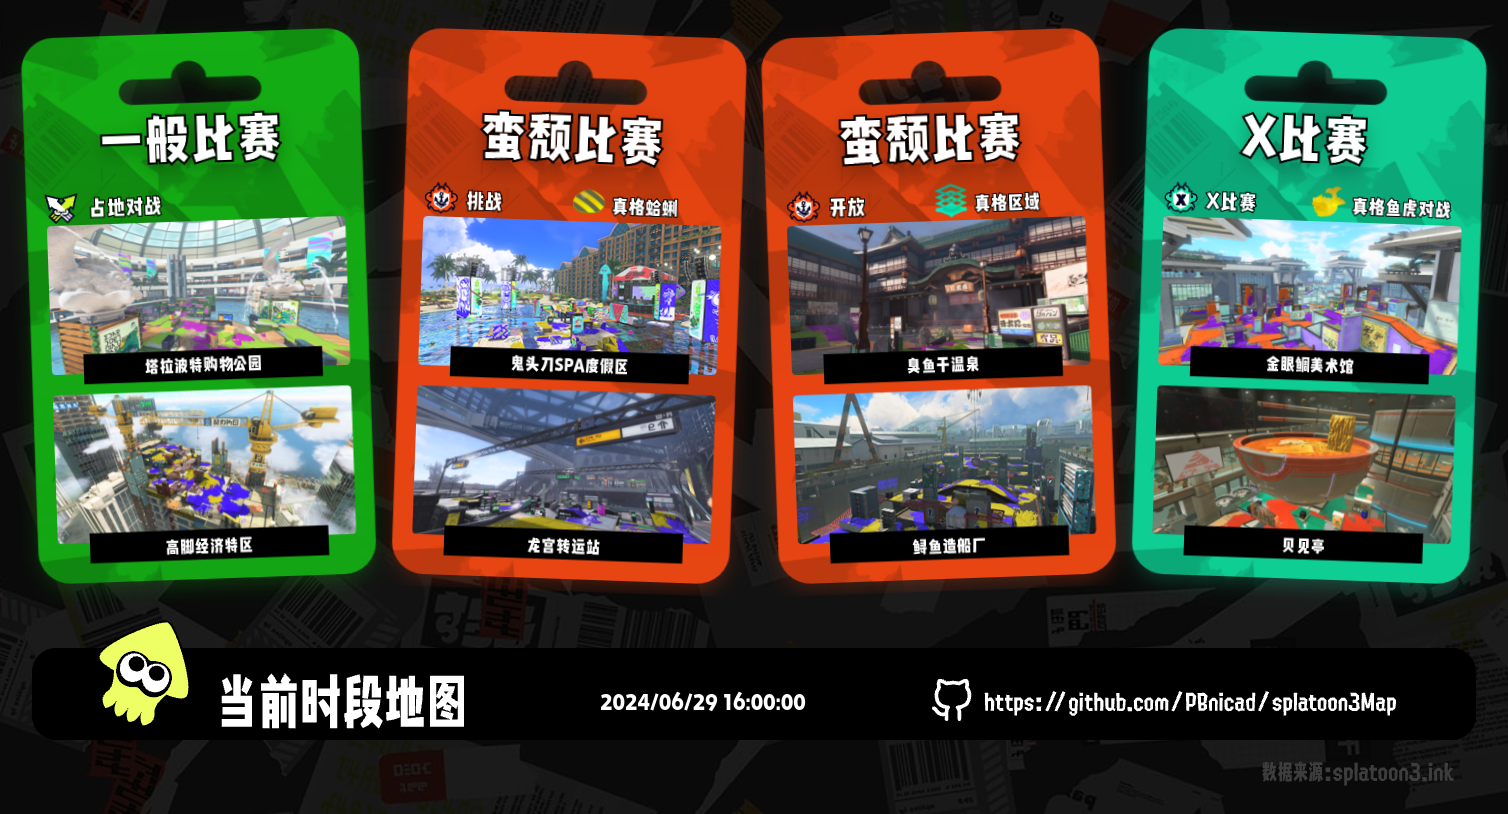 一般比赛
占地对战
塔拉波特购物公园
高脚经济特区
蛮颓比赛
挑战
真格蛤蜊
鬼头刀SPA度假区
龙宫转运站
蛮颓比赛
开放
真格区域
臭鱼干温泉
鲟鱼造船厂
X比赛
X比赛
真格鱼虎对战
金眼鲷美术馆
贝见亭
当前时段地图
2024/06/29 16:00:00
https://github.com/PBnicad/splatoon3Map
数据来源:splatoon3.ink